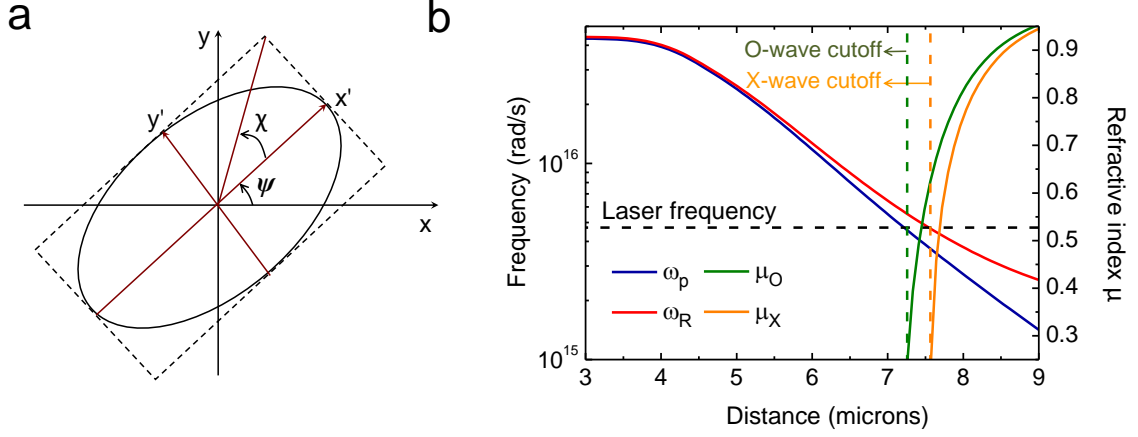 a
y
x'
y'
χ
ψ
x
b
O-wave cutoff
X-wave cutoff
Frequency (rad/s)
10^16
10^15
Laser frequency
ω_p μ_O
ω_R μ_X
0.9
0.8
0.7
0.6
0.5
0.4
0.3
Refractive index μ
3 4 5 6 7 8 9
Distance (microns)